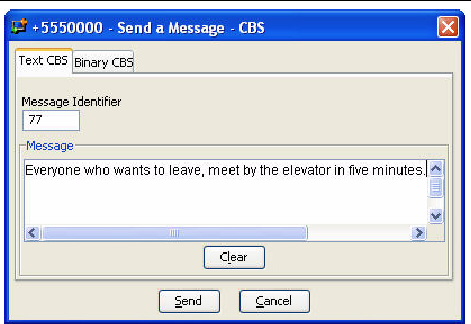 +5550000 - Send a Message - CBS
Text CBS Binary CBS
Message Identifier
77
Message
Everyone who wants to leave, meet by the elevator in five minutes.
Clear
Send Cancel